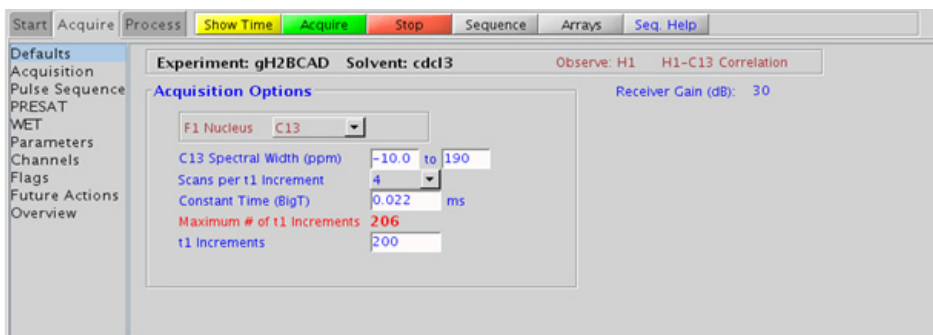 Start Acquire Process Show Time Acquire Stop Sequence Arrays Seq. Help
Defaults
Acquisition
Pulse Sequence
PRESAT
WET
Parameters
Channels
Flags
Future Actions
Overview
Experiment: gH2BCAD Solvent: cdcl3 Observe: H1 H1-C13 Correlation
Acquisition Options Receiver Gain (dB): 30
F1 Nucleus C13
C13 Spectral Width (ppm) -10.0 to 190
Scans per t1 Increment 4
Constant Time (BigT) 0.022 ms
Maximum # of t1 Increments 206
t1 Increments 200